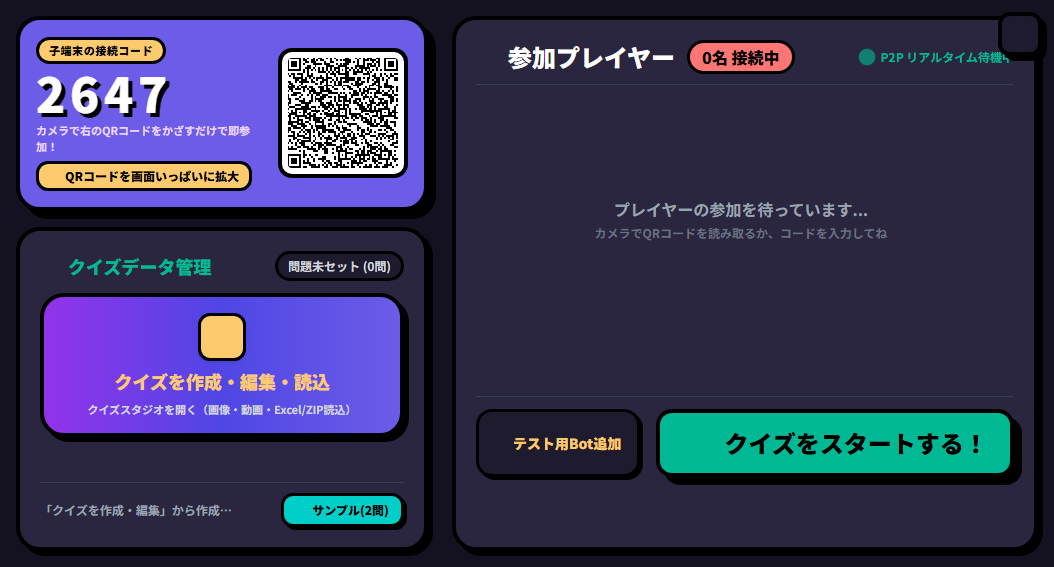 子端末の接続コード
2647
カメラで右のQRコードをかざすだけで即参
加！
QRコードを画面いっぱいに拡大
クイズデータ管理
問題未セット (0問)
クイズを作成・編集・読込
クイズスタジオを開く（画像・動画・Excel/ZIP読込）
「クイズを作成・編集」から作成…
サンプル(2問)
参加プレイヤー
0名 接続中
P2P リアルタイム待機中
プレイヤーの参加を待っています...
カメラでQRコードを読み取るか、コードを入力してね
テスト用Bot追加
クイズをスタートする！